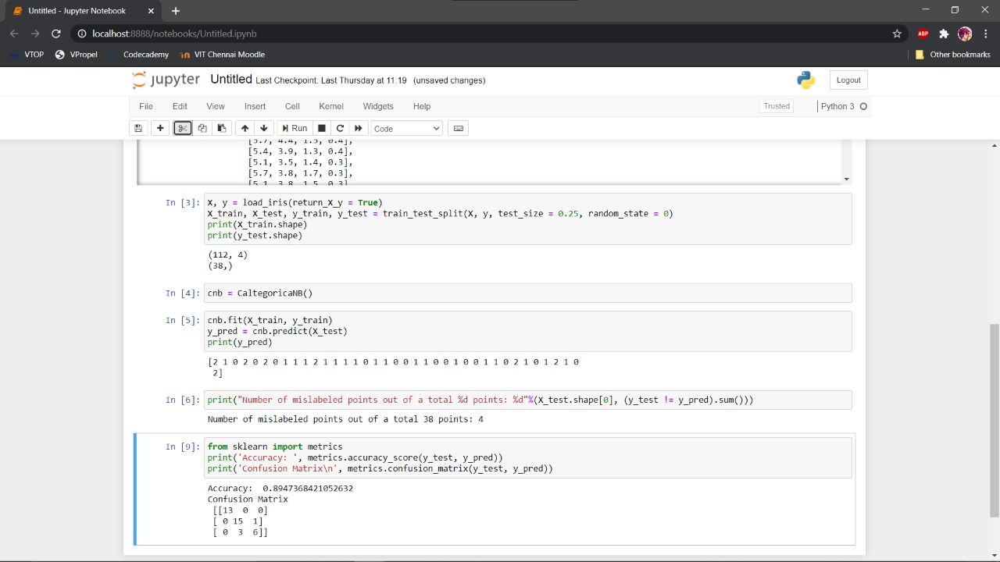 Untitled - Jupyter Notebook
localhost:8888/notebooks/Untitled.ipynb
ABP
VTOP VPropel Codecademy VIT Chennai Moodle Other bookmarks
jupyter Untitled Last Checkpoint: Last Thursday at 11.19 (unsaved changes) Logout
File Edit View Insert Cell Kernel Widgets Help Trusted Python 3
Run Code
[5.7, 4.4, 1.5, 0.4],
[5.4, 3.9, 1.3, 0.4],
[5.1, 3.5, 1.4, 0.3],
[5.7, 3.8, 1.7, 0.3],
[5.1, 3.8, 1.5, 0.3],
In [3]: X, y = load_iris(return_X_y = True)
X_train, X_test, y_train, y_test = train_test_split(X, y, test_size = 0.25, random_state = 0)
print(X_train.shape)
print(y_test.shape)
(112, 4)
(38,)
In [4]: cnb = CaltegoricaNB()
In [5]: cnb.fit(X_train, y_train)
y_pred = cnb.predict(X_test)
print(y_pred)
[2 1 0 2 0 2 0 1 1 1 2 1 1 1 1 0 1 1 0 0 1 1 0 0 1 0 0 1 1 0 2 1 0 1 2 1 0
2]
In [6]: print("Number of mislabeled points out of a total %d points: %d"%(X_test.shape[0], (y_test != y_pred).sum()))
Number of mislabeled points out of a total 38 points: 4
In [9]: from sklearn import metrics
print('Accuracy: ', metrics.accuracy_score(y_test, y_pred))
print('Confusion Matrix\n', metrics.confusion_matrix(y_test, y_pred))
Accuracy:  0.8947368421052632
Confusion Matrix
[[13 0 0]
[ 0 15 1]
[ 0 3 6]]